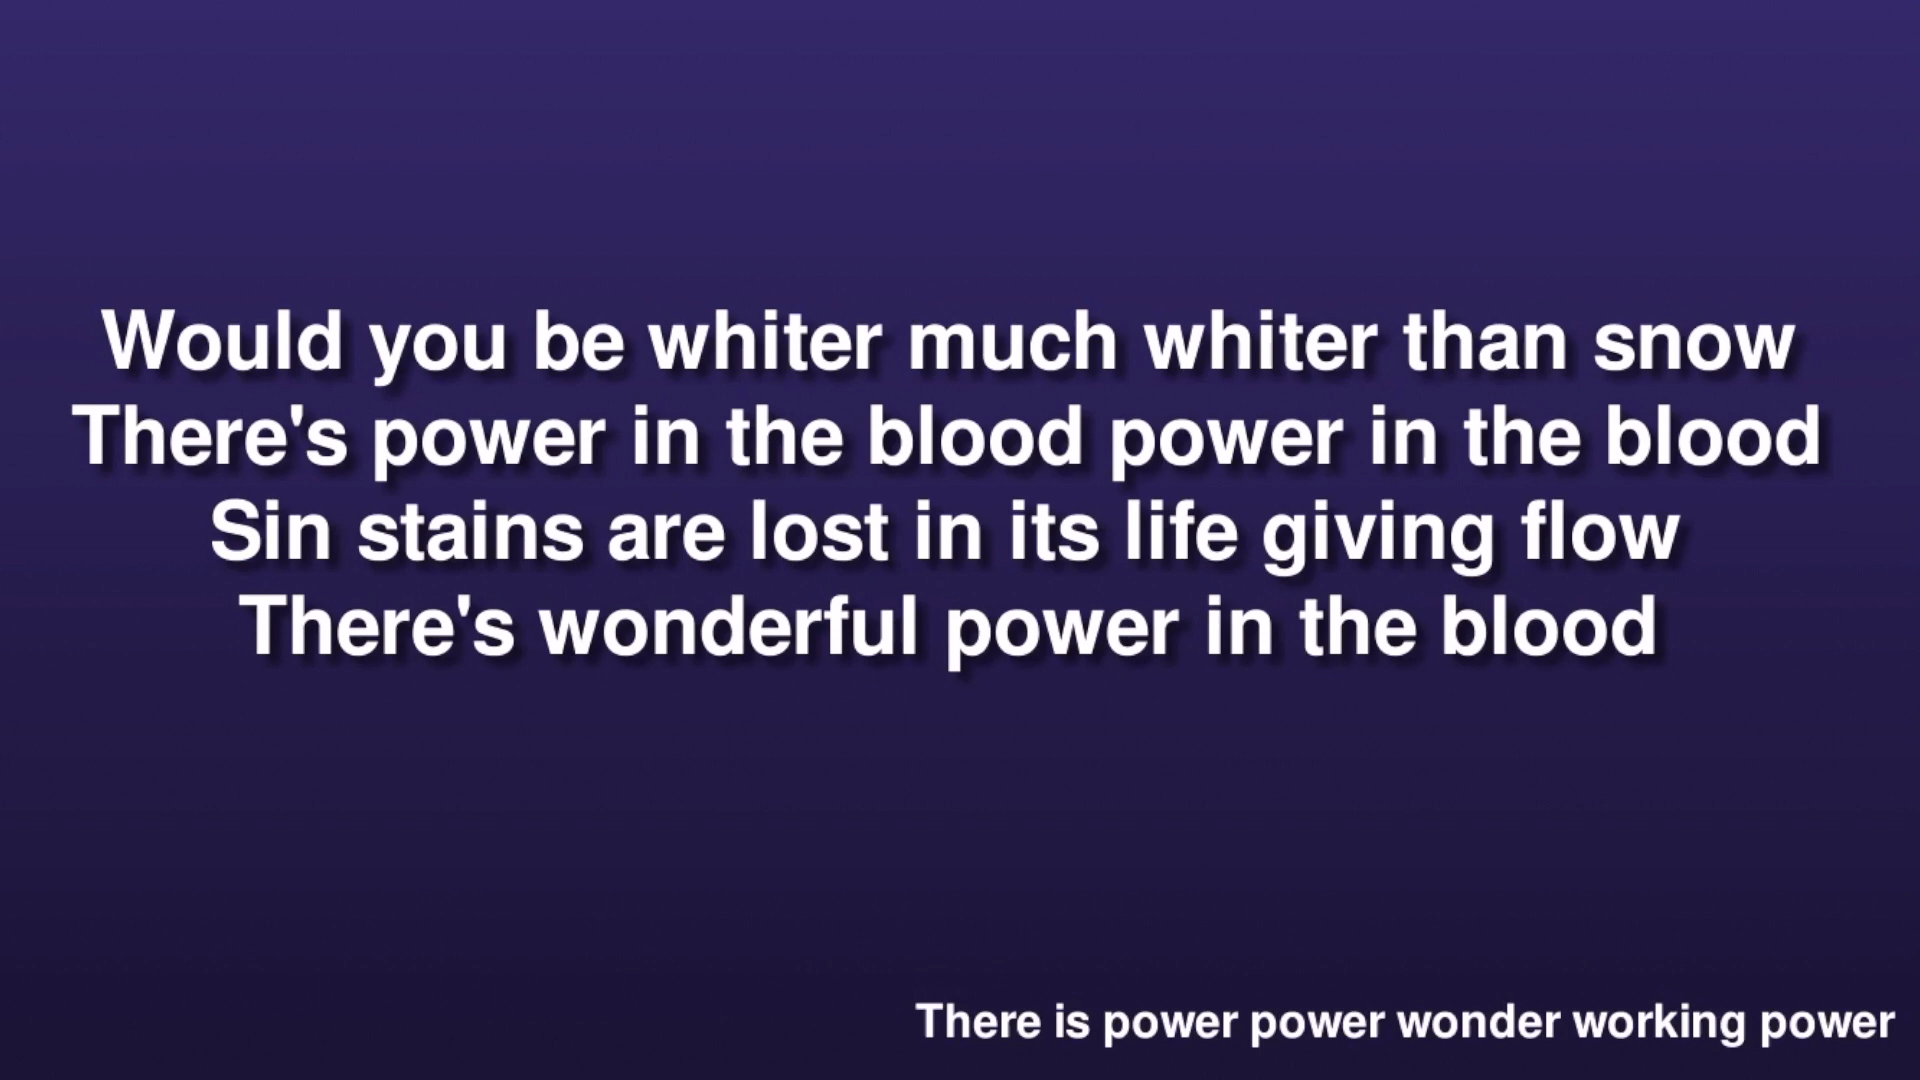 Would you be whiter much whiter than snow
There's power in the blood power in the blood
Sin stains are lost in its life giving flow
There's wonderful power in the blood
There is power power wonder working power